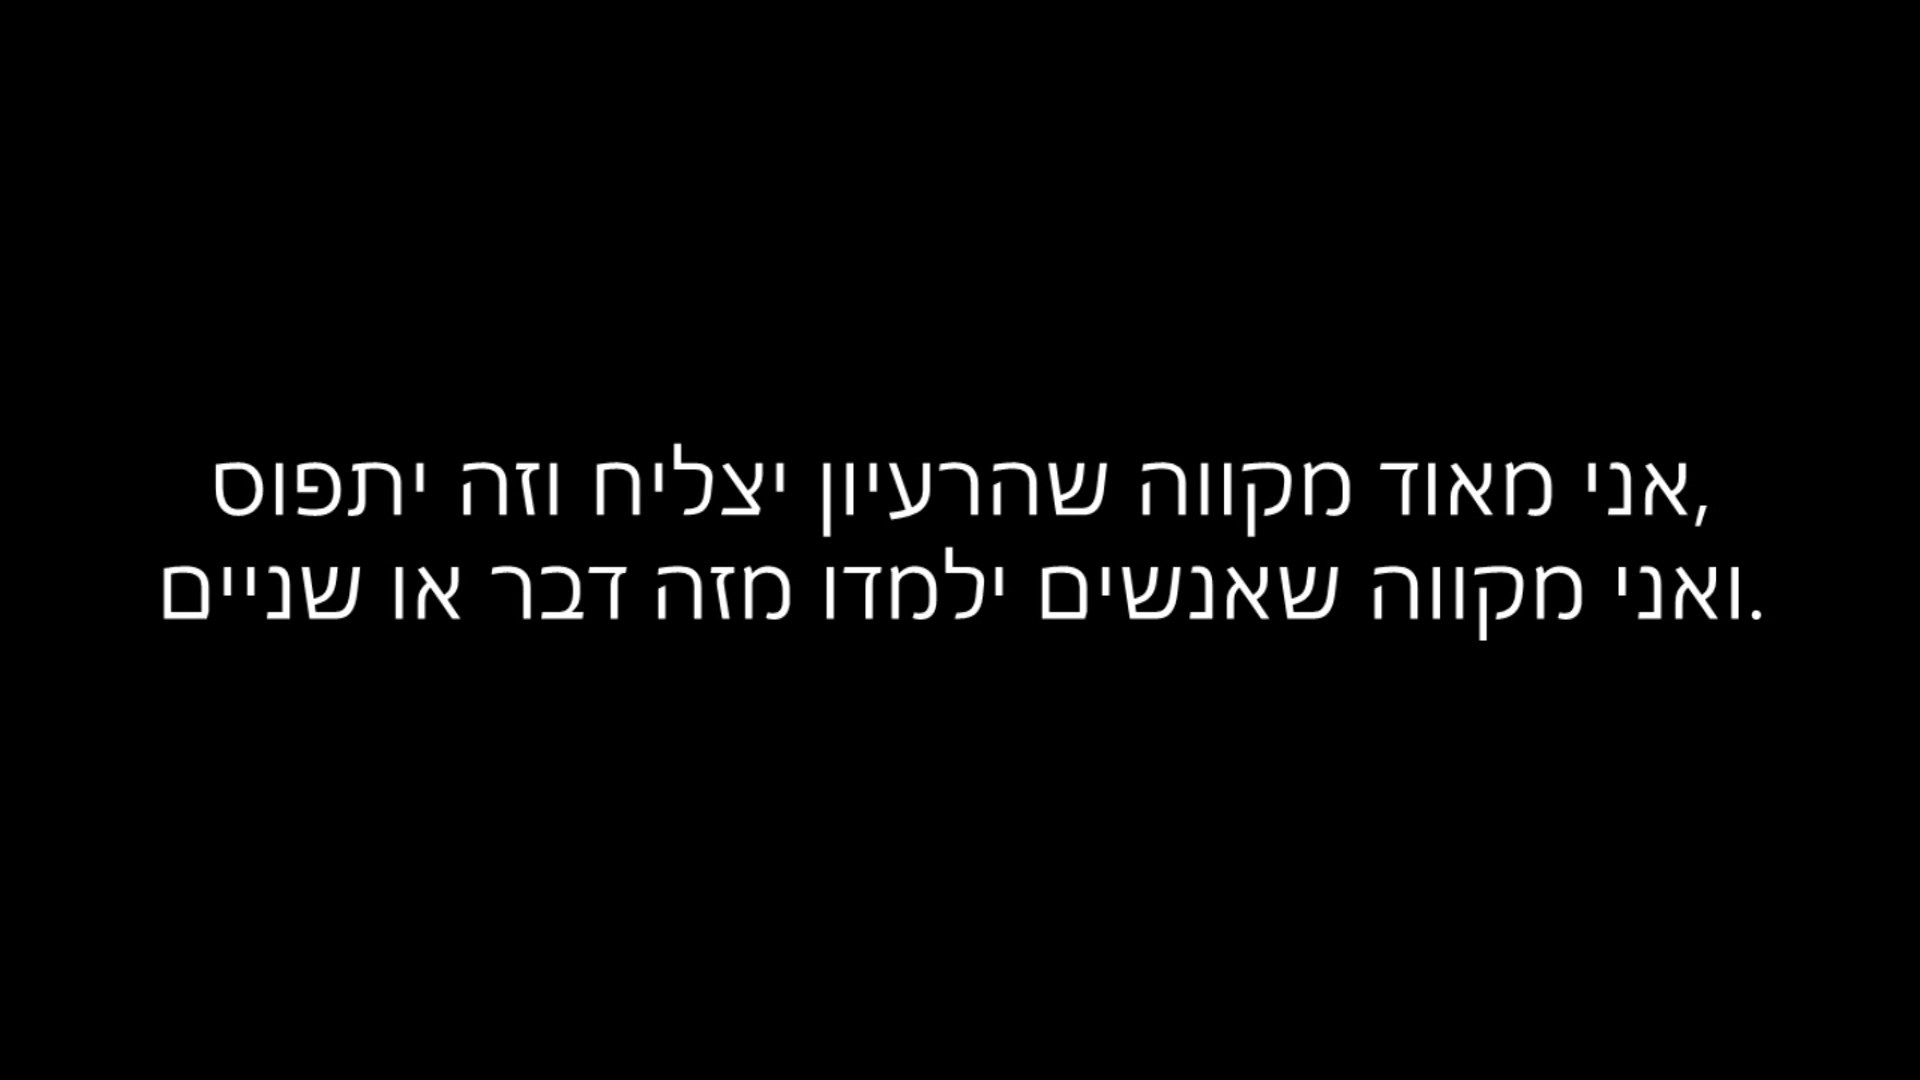 אני מאוד מקווה שהרעיון יצליח וזה יתפוס,
ואני מקווה שאנשים ילמדו מזה דבר או שניים.